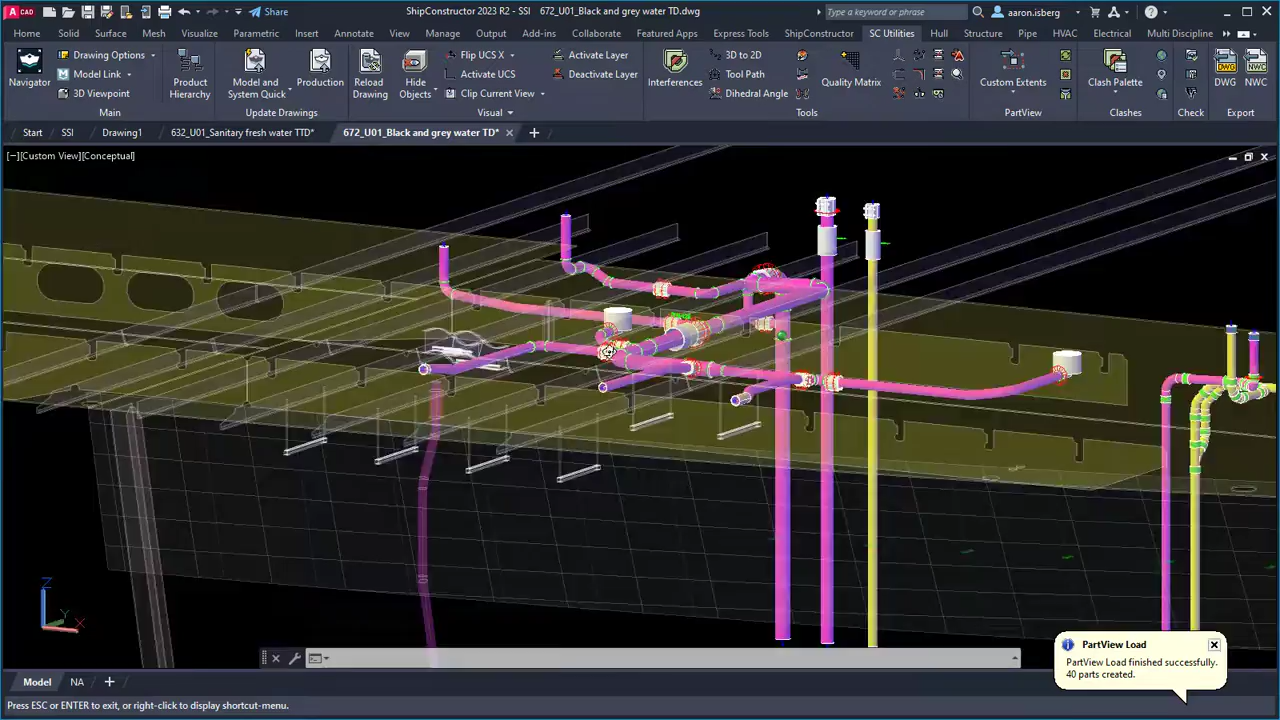 CAD
Share
ShipConstructor 2023 R2 - SSI 672_U01_Black and grey water TD.dwg
Type a keyword or phrase
aaron.isberg
Home Solid Surface Mesh Visualize Parametric Insert Annotate View Manage Output Add-ins Collaborate Featured Apps Express Tools ShipConstructor SC Utilities Hull Structure Pipe HVAC Electrical Multi Discipline
Navigator
Drawing Options
Model Link
3D Viewpoint
Main
Product
Hierarchy
Model and
System Quick
Production
Update Drawings
Reload
Drawing
Hide
Objects
Flip UCS X
Activate UCS
Clip Current View
Activate Layer
Deactivate Layer
Visual
Interferences
3D to 2D
Tool Path
Dihedral Angle
Quality Matrix
Tools
Custom Extents
PartView
Clash Palette
Clashes
Check
DWG
NWC
Export
Start SSI Drawing1 632_U01_Sanitary fresh water TTD* 672_U01_Black and grey water TD*
[−][Custom View][Conceptual]
Z
Y
X
PartView Load
PartView Load finished successfully.
40 parts created.
Model NA
Press ESC or ENTER to exit, or right-click to display shortcut-menu.